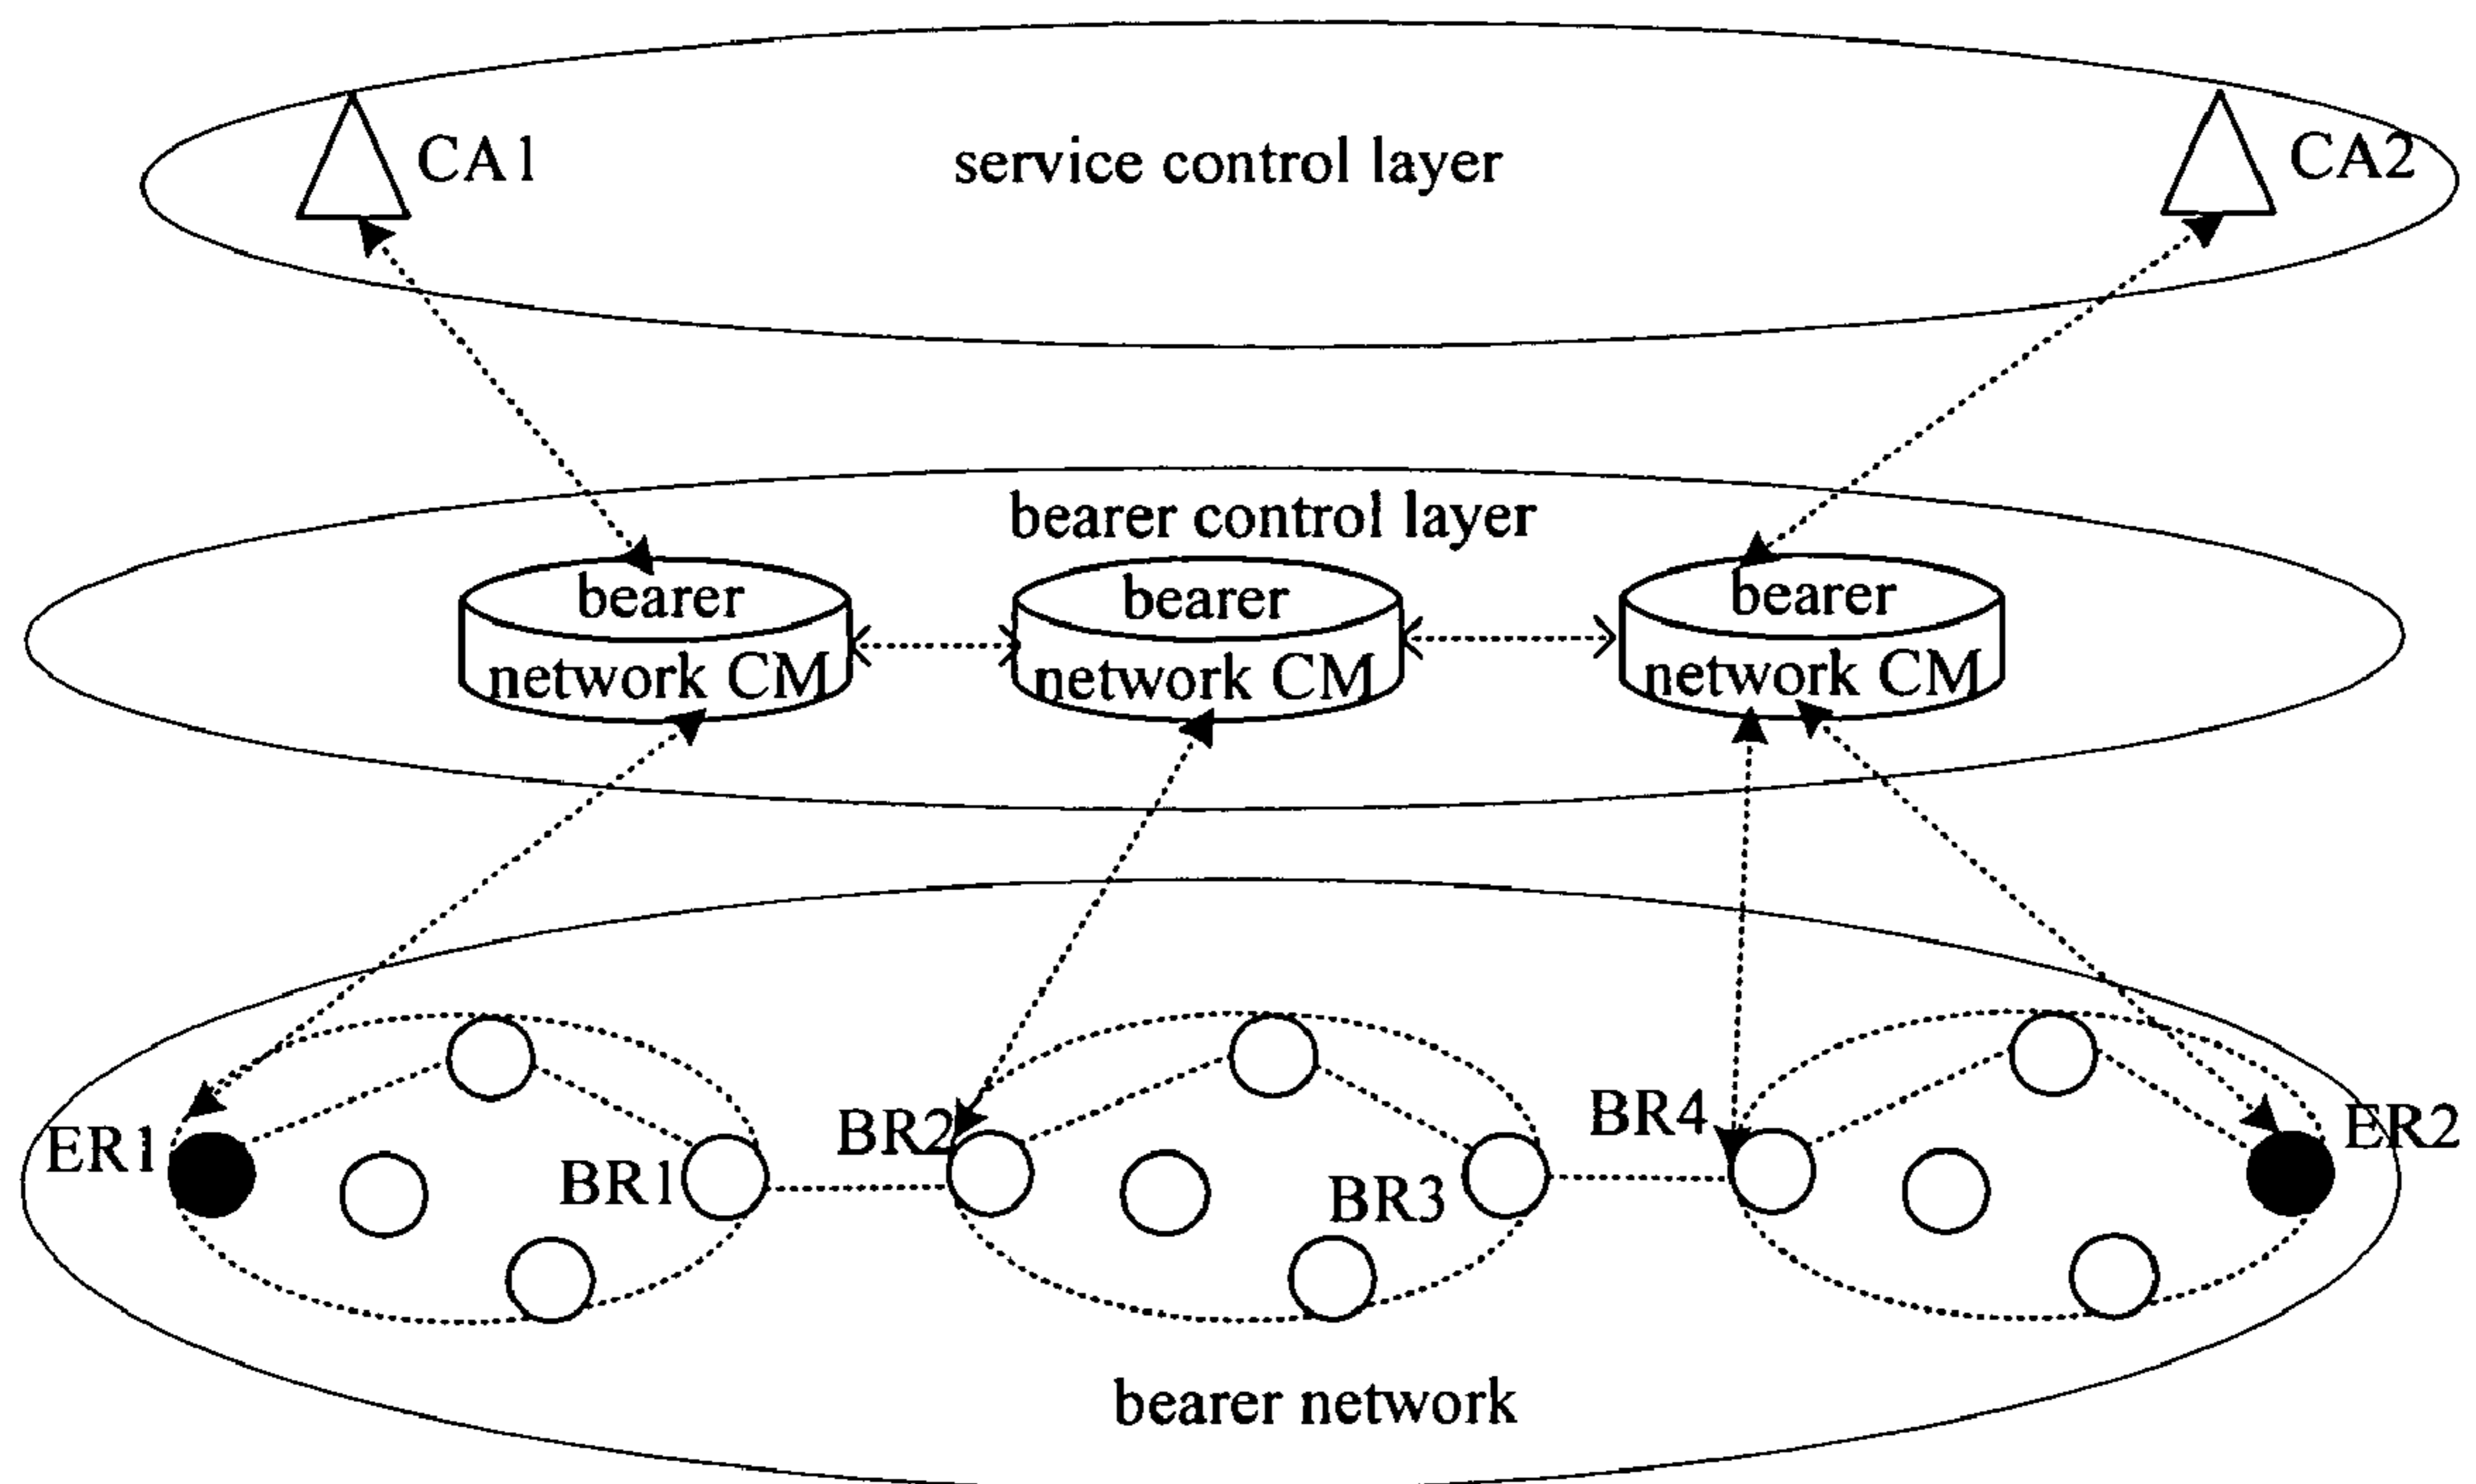 CA1
service control layer
CA2
bearer control layer
bearer
network CM
bearer
network CM
bearer
network CM
ER1
BR1
BR2
BR3
BR4
ER2
bearer network